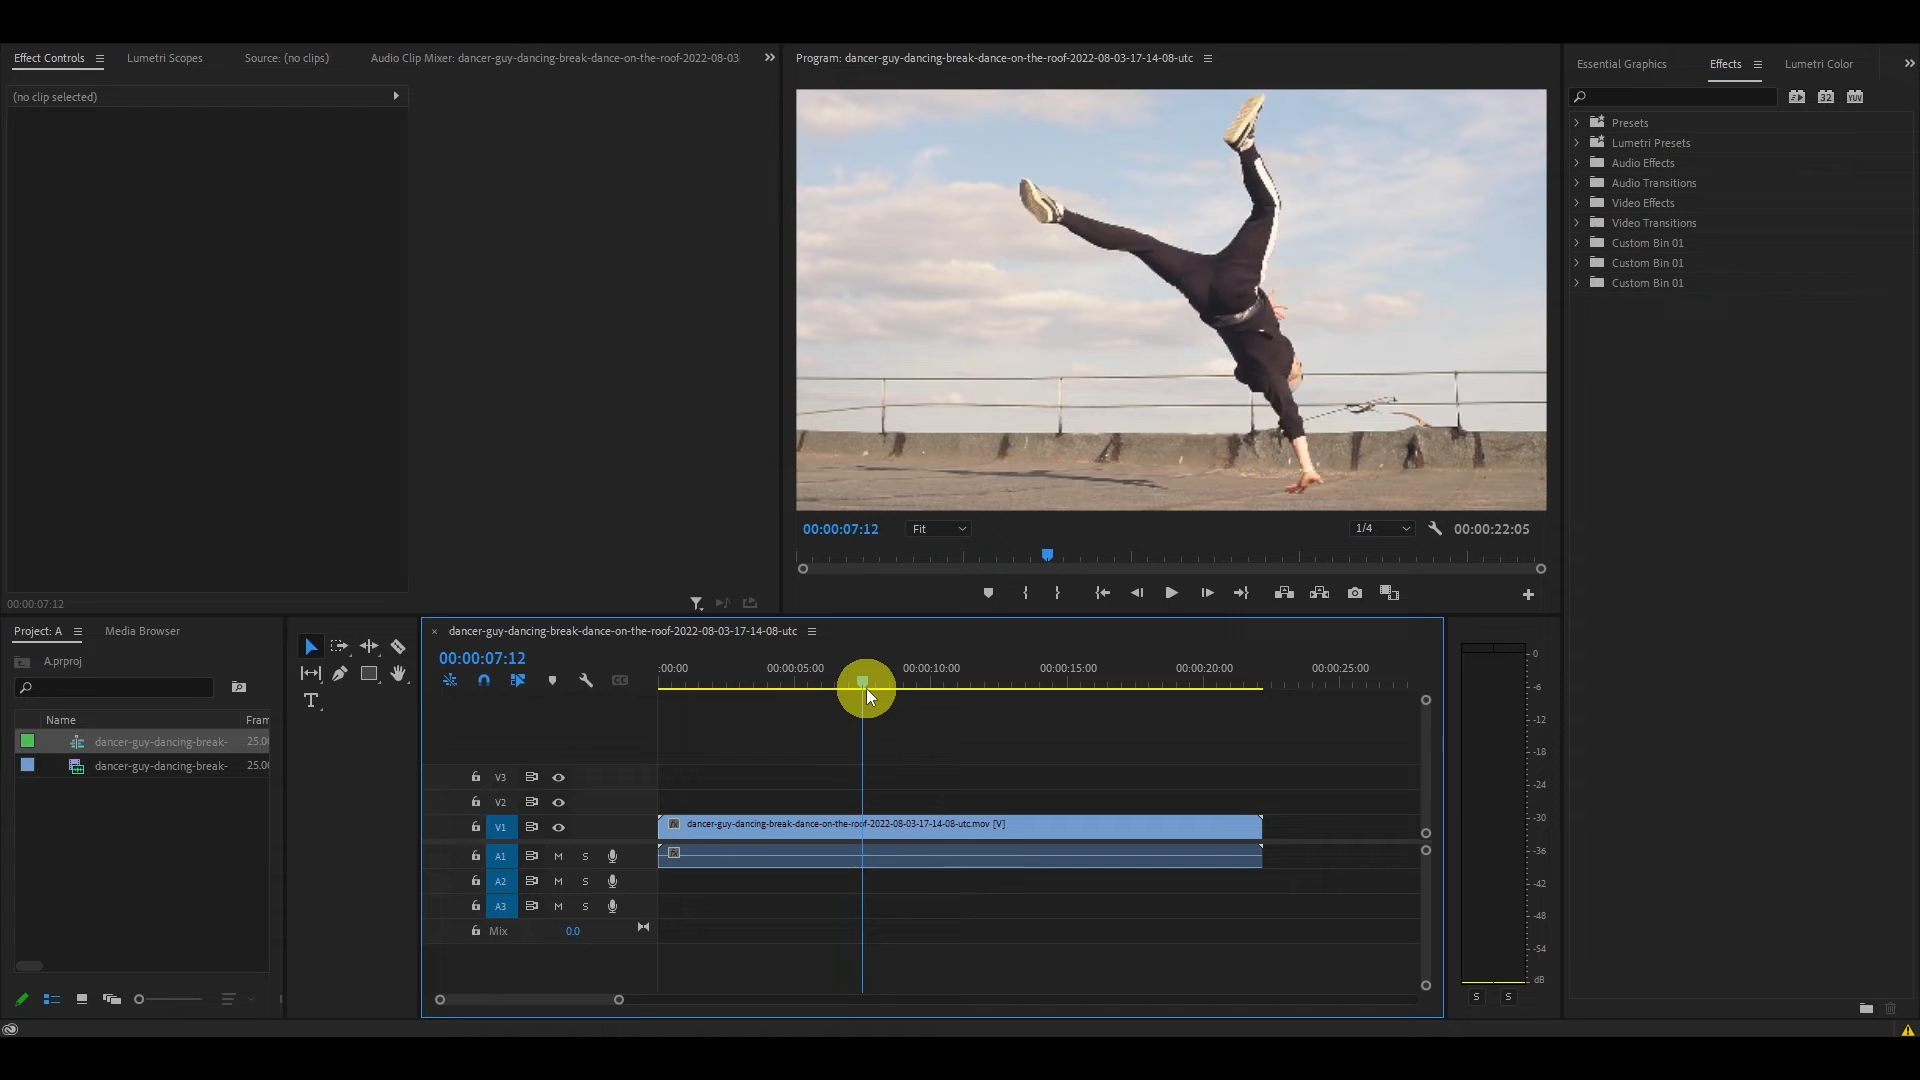 Effect Controls
Lumetri Scopes
Source: (no clips)
Audio Clip Mixer: dancer-guy-dancing-break-dance-on-the-roof-2022-08-03
Program: dancer-guy-dancing-break-dance-on-the-roof-2022-08-03-17-14-08-utc
Essential Graphics
Effects
Lumetri Color
(no clip selected)
32
YUV
Presets
Lumetri Presets
Audio Effects
Audio Transitions
Video Effects
Video Transitions
Custom Bin 01
Custom Bin 01
Custom Bin 01
00:00:07:12
Fit
1/4
00:00:22:05
00:00:07:12
Project: A
Media Browser
A.prproj
Name
Fram
dancer-guy-dancing-break-
25.00
dancer-guy-dancing-break-
25.00
dancer-guy-dancing-break-dance-on-the-roof-2022-08-03-17-14-08-utc
00:00:07:12
:00:00
00:00:05:00
00:00:10:00
00:00:15:00
00:00:20:00
00:00:25:00
V3
V2
V1
dancer-guy-dancing-break-dance-on-the-roof-2022-08-03-17-14-08-utc.mov [V]
A1 M S
A2 M S
A3 M S
Mix 0.0
0
-6
-12
-18
-24
-30
-36
-42
-48
-54
dB
S S